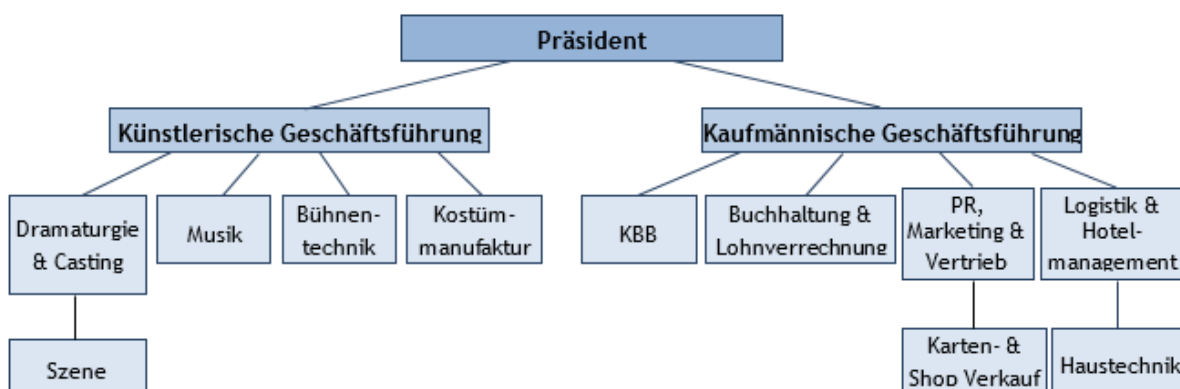 Präsident
Künstlerische Geschäftsführung
Kaufmännische Geschäftsführung
Dramaturgie
& Casting
Musik
Bühnen-
technik
Kostüm-
manufaktur
KBB
Buchhaltung &
Lohnverrechnung
PR,
Marketing &
Vertrieb
Logistik &
Hotel-
management
Szene
Karten- &
Shop Verkauf
Haustechnik